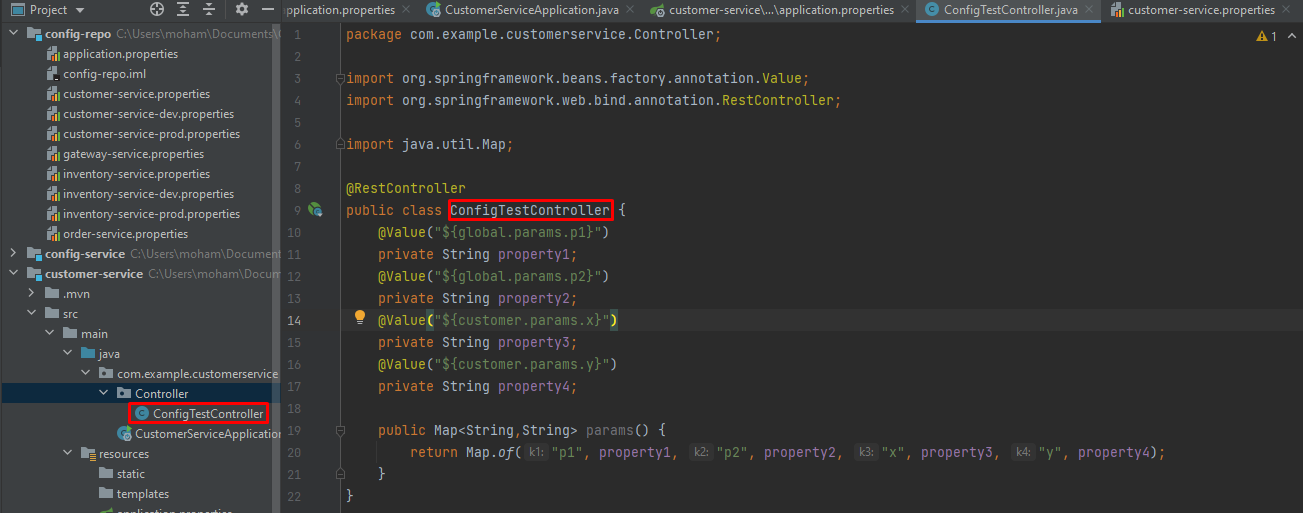 Project
application.properties
CustomerServiceApplication.java
customer-service\...\application.properties
ConfigTestController.java
customer-service.properties
config-repo C:\Users\moham\Documents\C
application.properties
config-repo.iml
customer-service.properties
customer-service-dev.properties
customer-service-prod.properties
gateway-service.properties
inventory-service.properties
inventory-service-dev.properties
inventory-service-prod.properties
order-service.properties
config-service C:\Users\moham\Docum
customer-service C:\Users\moham\Docum
.mvn
src
main
java
com.example.customerservice
Controller
ConfigTestController
CustomerServiceApplication
resources
static
templates
application.properties
1
1 package com.example.customerservice.Controller;
2
3 import org.springframework.beans.factory.annotation.Value;
4 import org.springframework.web.bind.annotation.RestController;
5
6 import java.util.Map;
7
8 @RestController
9 public class ConfigTestController {
10 @Value("${global.params.p1}")
11 private String property1;
12 @Value("${global.params.p2}")
13 private String property2;
14 @Value("${customer.params.x}")
15 private String property3;
16 @Value("${customer.params.y}")
17 private String property4;
18
19 public Map<String,String> params() {
20 return Map.of( k1: "p1", property1, k2: "p2", property2, k3: "x", property3, k4: "y", property4);
21 }
22 }